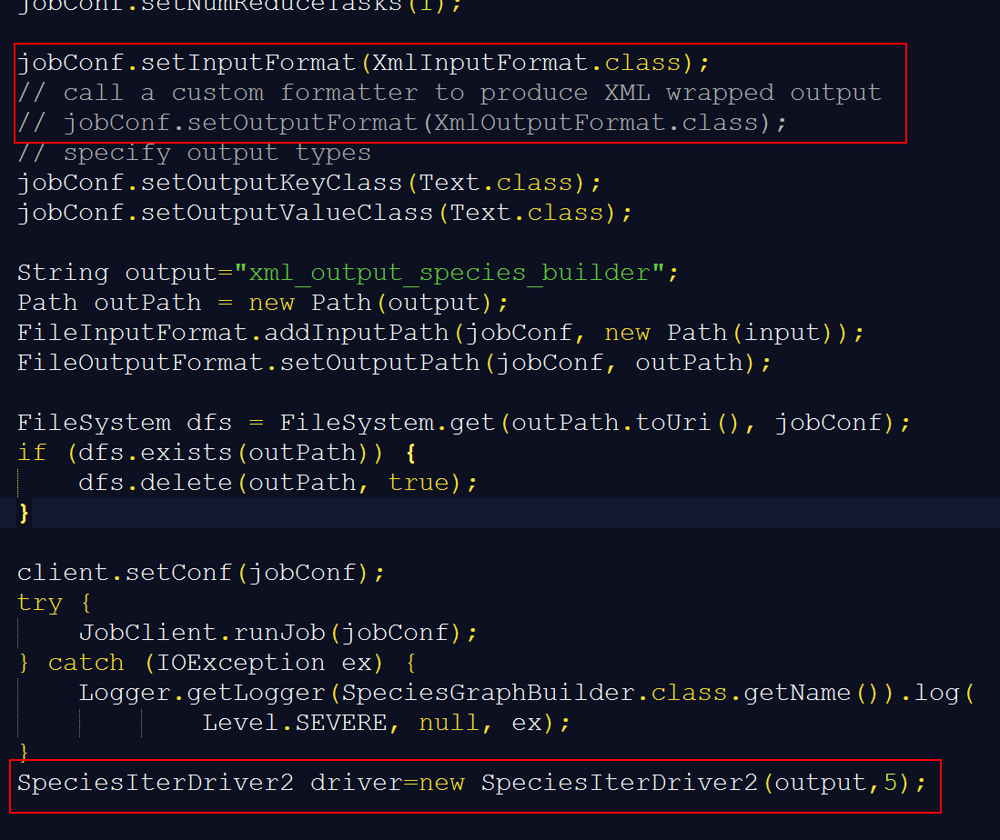 jobConf.setNumReduceTasks(1);
jobConf.setInputFormat(XmlInputFormat.class);
// call a custom formatter to produce XML wrapped output
// jobConf.setOutputFormat(XmlOutputFormat.class);
// specify output types
jobConf.setOutputKeyClass(Text.class);
jobConf.setOutputValueClass(Text.class);
String output="xml_output_species_builder";
Path outPath = new Path(output);
FileInputFormat.addInputPath(jobConf, new Path(input));
FileOutputFormat.setOutputPath(jobConf, outPath);
FileSystem dfs = FileSystem.get(outPath.toUri(), jobConf);
if (dfs.exists(outPath)) {
dfs.delete(outPath, true);
}
client.setConf(jobConf);
try {
JobClient.runJob(jobConf);
} catch (IOException ex) {
Logger.getLogger(SpeciesGraphBuilder.class.getName()).log(
Level.SEVERE, null, ex);
}
SpeciesIterDriver2 driver=new SpeciesIterDriver2(output,5);